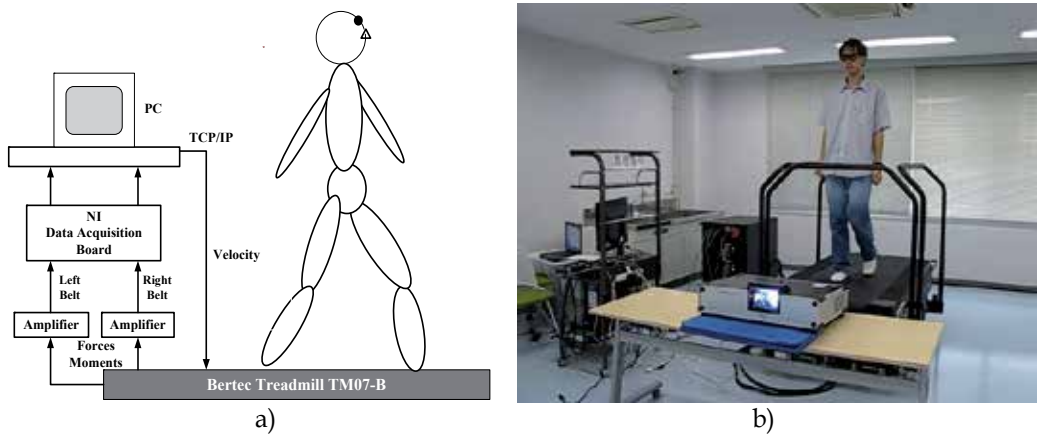 PC
TCP/IP
NI
Data Acquisition
Board
Velocity
Left
Belt
Right
Belt
Amplifier
Amplifier
Forces
Moments
Bertec Treadmill TM07-B
a)
b)